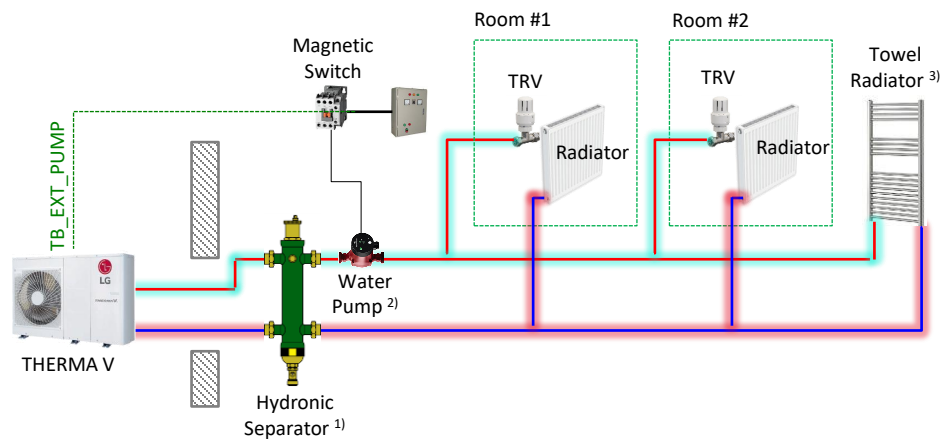 Room #1
Room #2
Magnetic
Switch
Towel
Radiator 3)
TRV
TRV
Radiator
Radiator
TB_EXT_PUMP
LG
Water
Pump 2)
THERMA V
Hydronic
Separator 1)